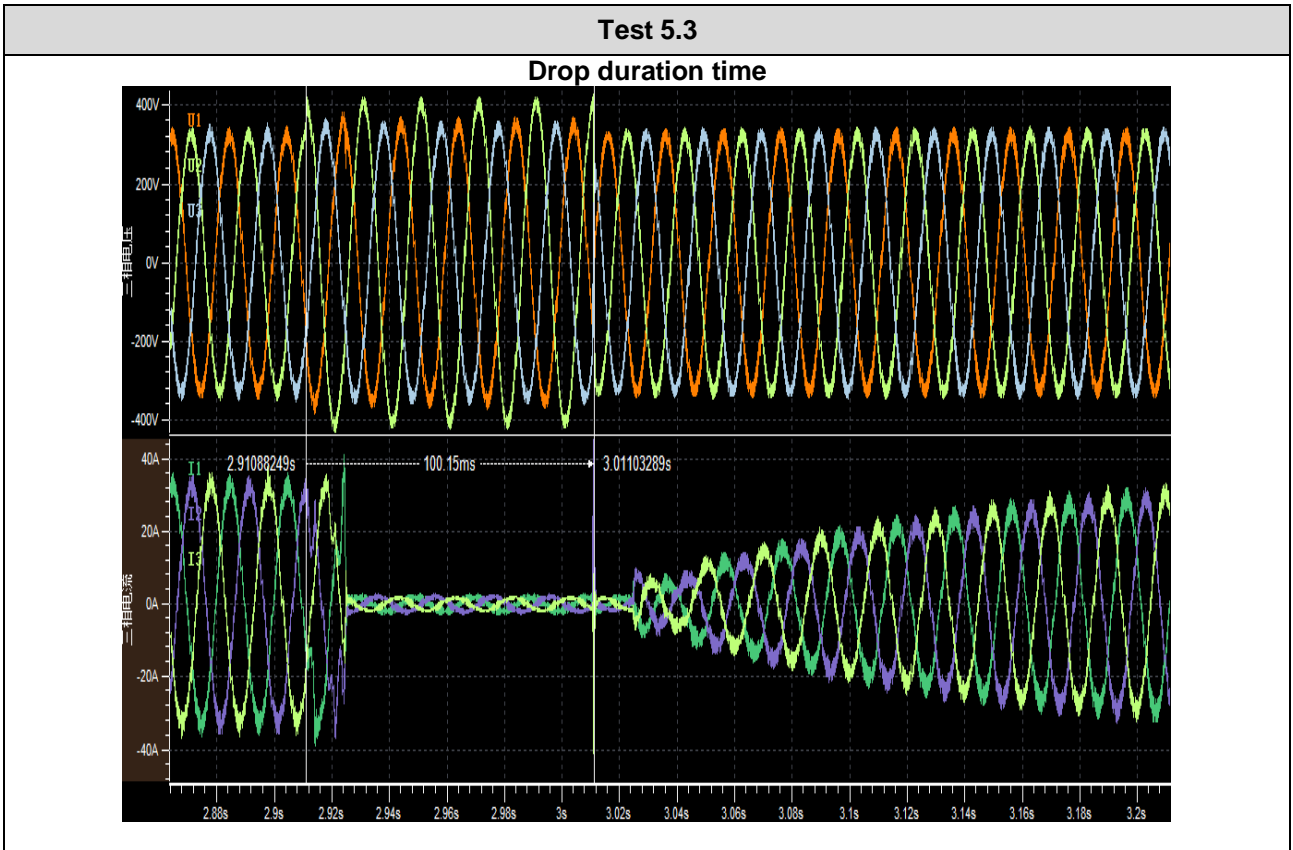 Test 5.3
Drop duration time
400V
U1
U2
200V
U3
0V
-200V
-400V
三相电压
40A
I1
2.91088249s
100.15ms
3.01103289s
I2
20A
I3
0A
-20A
-40A
三相电流
2.88s 2.9s 2.92s 2.94s 2.96s 2.98s 3s 3.02s 3.04s 3.06s 3.08s 3.1s 3.12s 3.14s 3.16s 3.18s 3.2s